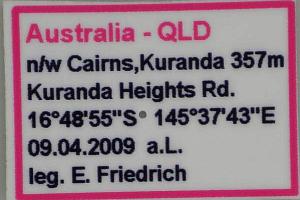 Australia - QLD
n/w Cairns,Kuranda 357m
Kuranda Heights Rd.
16°48'55"S 145°37'43"E
09.04.2009 a.L.
leg. E. Friedrich